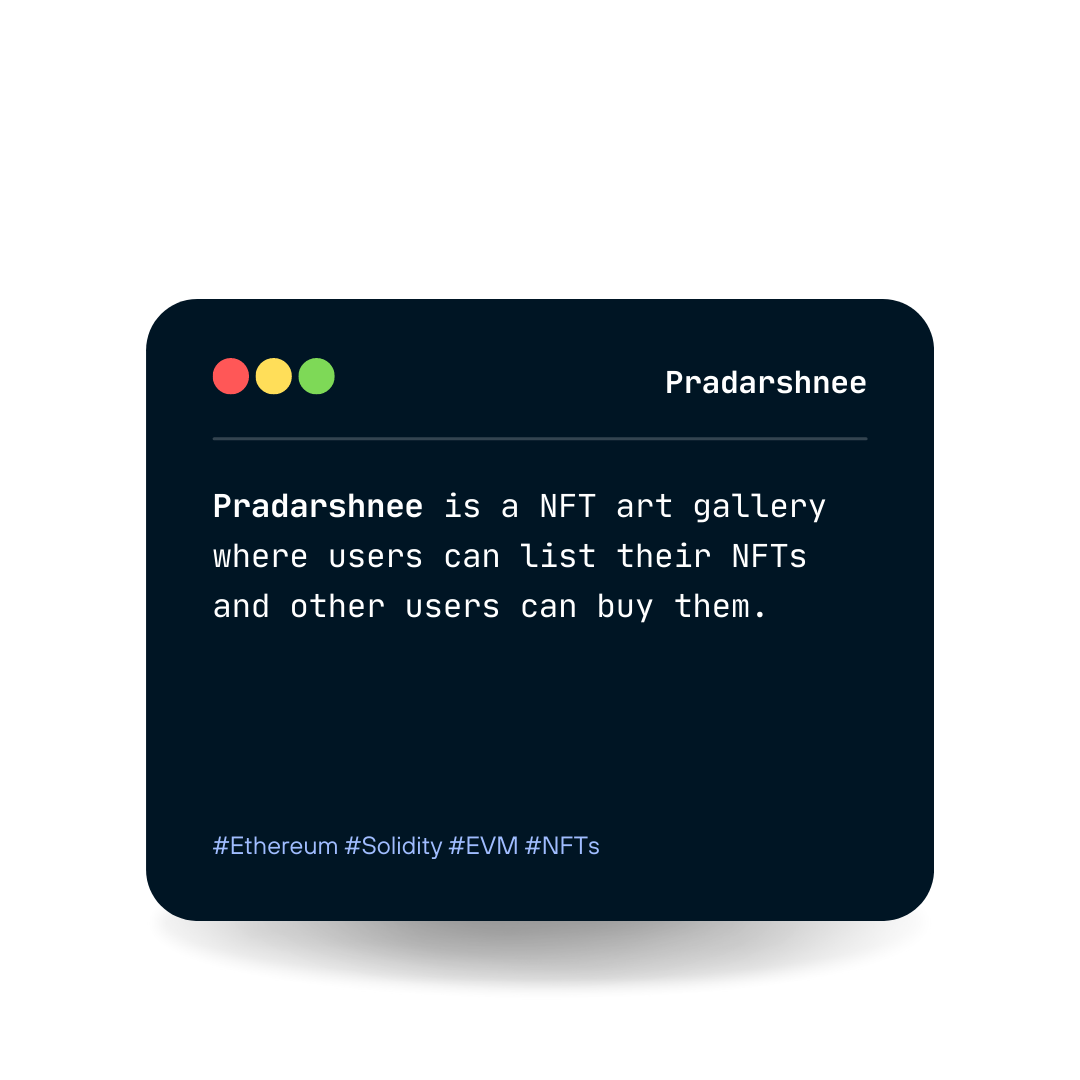 Pradarshnee
Pradarshnee is a NFT art gallery
where users can list their NFTs
and other users can buy them.
#Ethereum #Solidity #EVM #NFTs